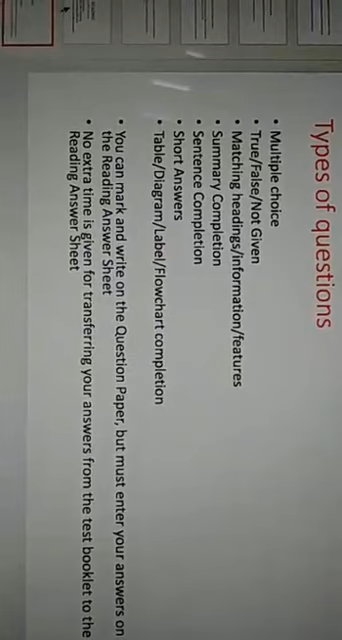 Types of questions
• Multiple choice
• True/False/Not Given
• Matching headings/information/features
• Summary Completion
• Sentence Completion
• Short Answers
• Table/Diagram/Label/Flowchart completion
• You can mark and write on the Question Paper, but must enter your answers on
the Reading Answer Sheet
• No extra time is given for transferring your answers from the test booklet to the
Reading Answer Sheet